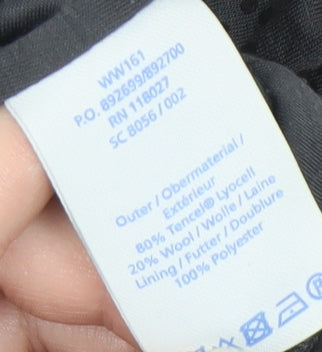 WW161
P.O. 892699/892700
RN 118027
SC 8056 / 002
Outer / Obermaterial /
Extérieur
80% Tencel® Lyocell
20% Wool / Wolle / Laine
Lining / Futter / Doublure
100% Polyester